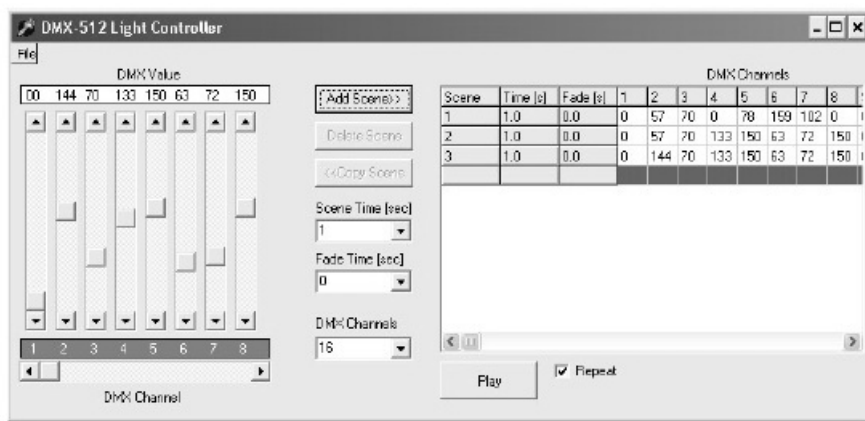 DMX-512 Light Controller
File
DMX Value
00 144 70 133 150 63 72 150
1 2 3 4 5 6 7 8
DMX Channel
Add Scene>>
Delete Scene
<<Copy Scene
Scene Time [sec]
1
Fade Time [sec]
0
DMX Channels
16
DMX Channels
Scene Time [s] Fade [s] 1 2 3 4 5 6 7 8
1 1.0 0.0 0 57 70 0 78 159 102 0
2 1.0 0.0 0 57 70 133 150 63 72 150
3 1.0 0.0 0 144 70 133 150 63 72 150
Play
Repeat